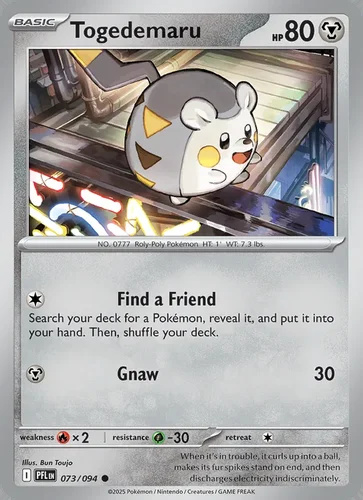 BASIC
Togedemaru
HP 80
NO. 0777 Roly-Poly Pokémon HT: 1' WT: 7.3 lbs.
Find a Friend
Search your deck for a Pokémon, reveal it, and put it into
your hand. Then, shuffle your deck.
Gnaw 30
weakness ×2 resistance -30 retreat
Illus. Bun Toujo
I PFL EN 073/094
When it's in trouble, it curls up into a ball,
makes its fur spikes stand on end, and then
discharges electricity indiscriminately.
©2025 Pokémon / Nintendo / Creatures / GAME FREAK